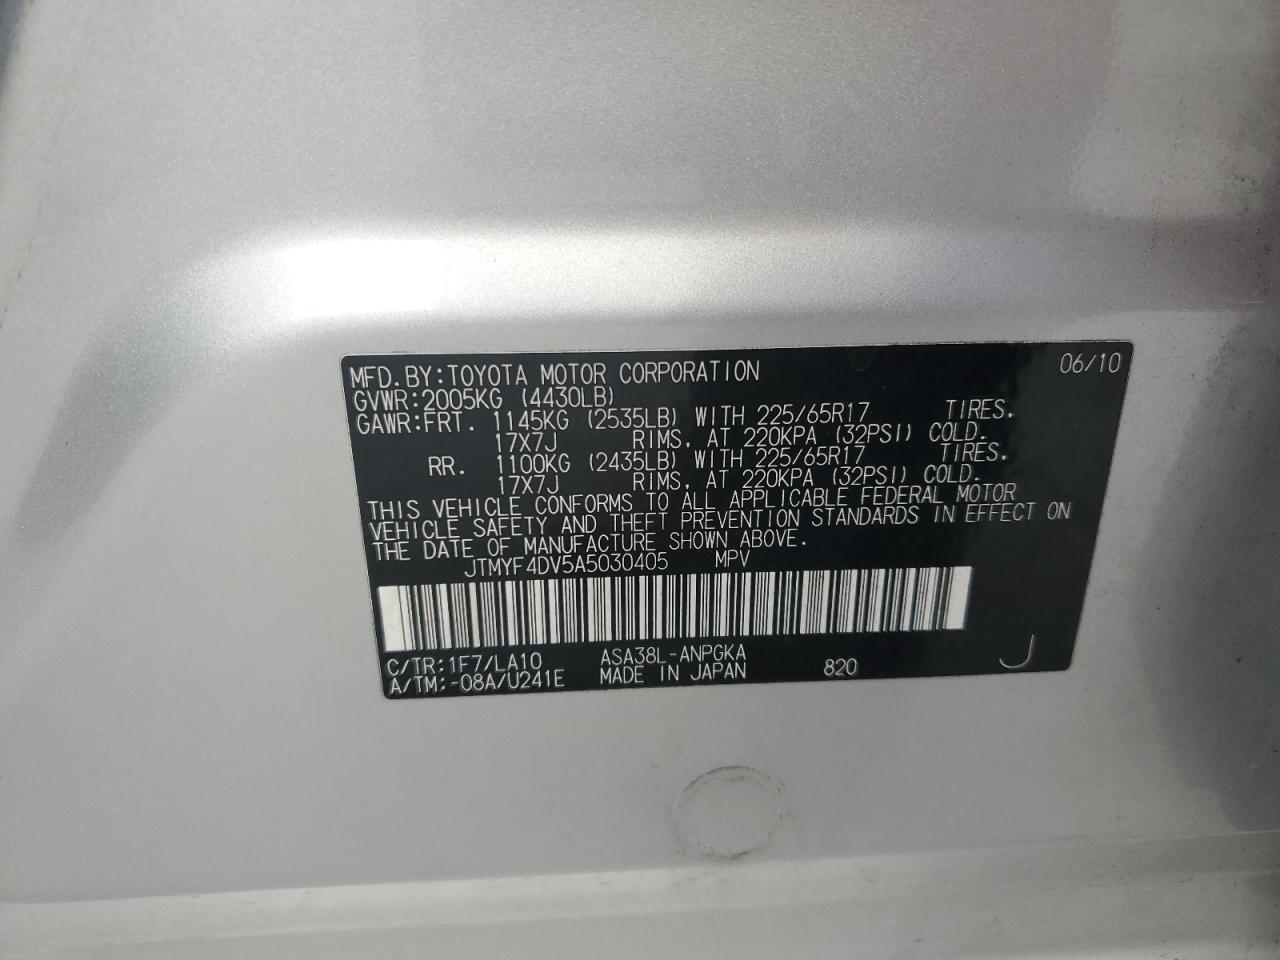 06/10
MFD.BY:TOYOTA MOTOR CORPORATION
GVWR:2005KG (4430LB)
GAWR:FRT. 1145KG (2535LB) WITH 225/65R17 TIRES.
17X7J RIMS, AT 220KPA (32PSI) COLD.
RR. 1100KG (2435LB) WITH 225/65R17 TIRES.
17X7J RIMS, AT 220KPA (32PSI) COLD.
THIS VEHICLE CONFORMS TO ALL APPLICABLE FEDERAL MOTOR
VEHICLE SAFETY AND THEFT PREVENTION STANDARDS IN EFFECT ON
THE DATE OF MANUFACTURE SHOWN ABOVE.
JTMYF4DV5A5030405 MPV
C/TR:1F7/LA10 ASA38L-ANPGKA
A/TM:-08A/U241E MADE IN JAPAN 820 J